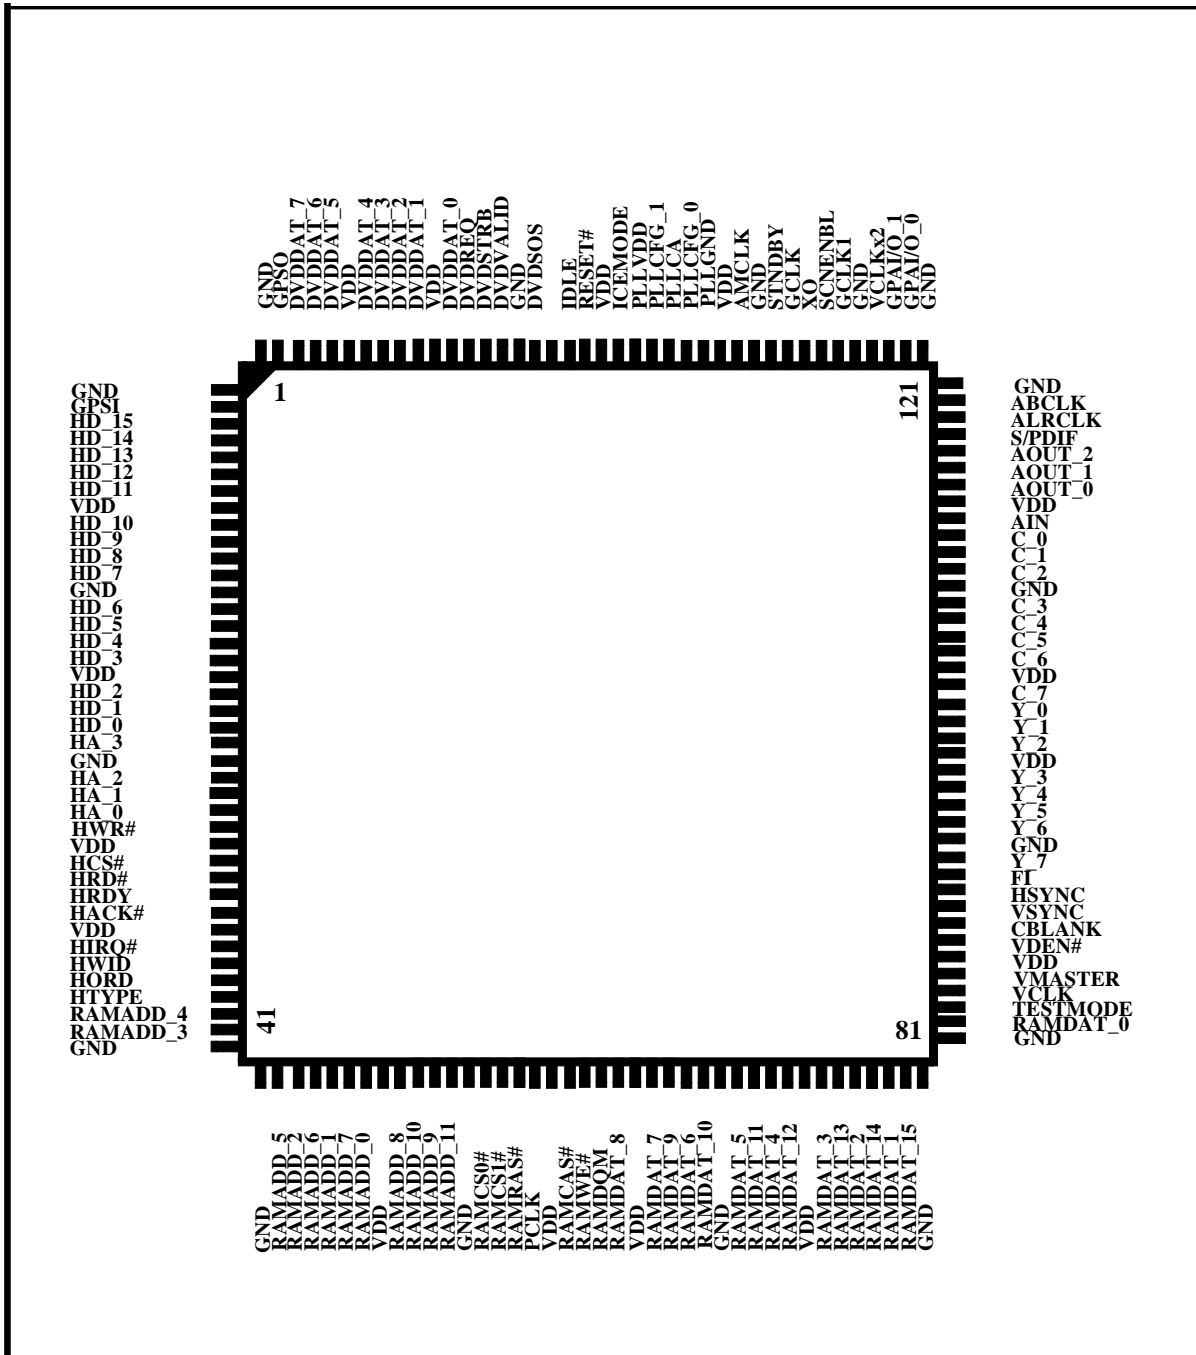 GND
GPSO
DVDDAT_7
DVDDAT_6
DVDDAT_5
VDD
DVDDAT_4
DVDDAT_3
DVDDAT_2
DVDDAT_1
VDD
DVDDAT_0
DVDREQ
DVDSTRB
DVDVALID
GND
DVDSOS
IDLE
RESET#
VDD
ICEMODE
PLLVDD
PLLCFG_1
PLLCA
PLLCFG_0
PLLGND
VDD
AMCLK
GND
STNDBY
GCLK
XO
SCNENBL
GCLK1
GND
VCLKx2
GPAI/O_1
GPAI/O_0
GND
1
121
41
81
GND
GPSI
HD_15
HD_14
HD_13
HD_12
HD_11
VDD
HD_10
HD_9
HD_8
HD_7
GND
HD_6
HD_5
HD_4
HD_3
VDD
HD_2
HD_1
HD_0
HA_3
GND
HA_2
HA_1
HA_0
HWR#
VDD
HCS#
HRD#
HRDY
HACK#
VDD
HIRQ#
HWID
HORD
HTYPE
RAMADD_4
RAMADD_3
GND
GND
ABCLK
ALRCLK
S/PDIF
AOUT_2
AOUT_1
AOUT_0
VDD
AIN
C_0
C_1
C_2
GND
C_3
C_4
C_5
C_6
VDD
C_7
Y_0
Y_1
Y_2
VDD
Y_3
Y_4
Y_5
Y_6
GND
Y_7
FI
HSYNC
VSYNC
CBLANK
VDEN#
VDD
VMASTER
VCLK
TESTMODE
RAMDAT_0
GND
GND
RAMADD_5
RAMADD_2
RAMADD_6
RAMADD_1
RAMADD_7
RAMADD_0
VDD
RAMADD_8
RAMADD_10
RAMADD_9
RAMADD_11
GND
RAMCS0#
RAMCS1#
RAMRAS#
PCLK
VDD
RAMCAS#
RAMWE#
RAMDQM
RAMDAT_8
VDD
RAMDAT_7
RAMDAT_9
RAMDAT_6
RAMDAT_10
GND
RAMDAT_5
RAMDAT_11
RAMDAT_4
RAMDAT_12
VDD
RAMDAT_3
RAMDAT_13
RAMDAT_2
RAMDAT_14
RAMDAT_1
RAMDAT_15
GND